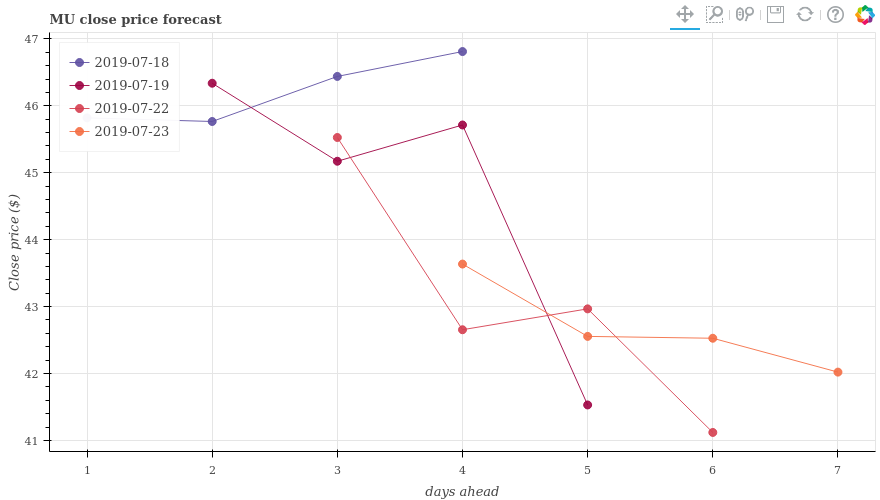 MU close price forecast
2019-07-18
2019-07-19
2019-07-22
2019-07-23
47
46
45
44
43
42
41
Close price ($)
1 2 3 4 5 6 7
days ahead